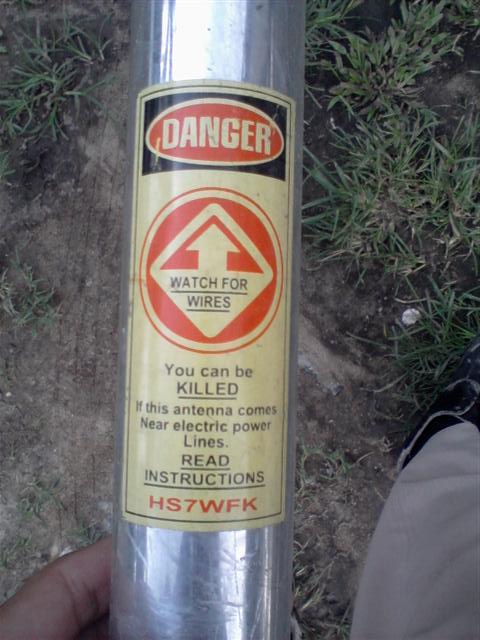 DANGER
WATCH FOR
WIRES
You can be
KILLED
If this antenna comes
Near electric power
Lines.
READ
INSTRUCTIONS
HS7WFK